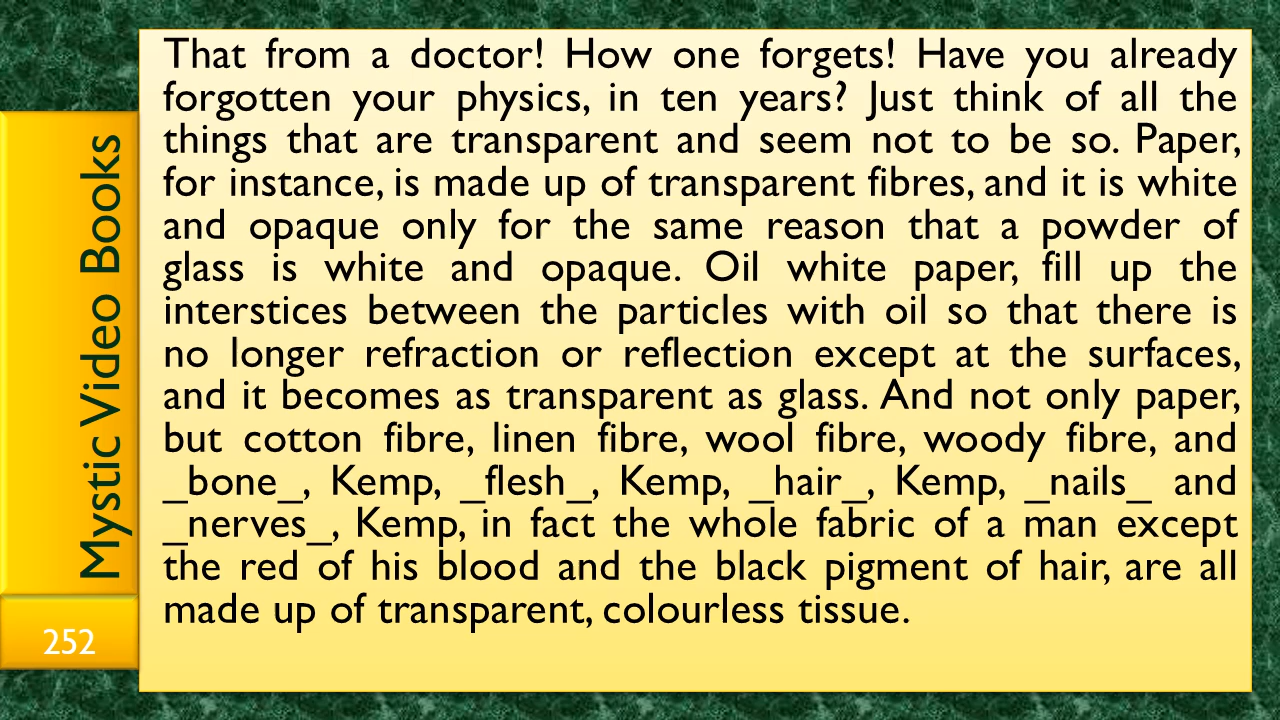 That from a doctor! How one forgets! Have you already
forgotten your physics, in ten years? Just think of all the
things that are transparent and seem not to be so. Paper,
for instance, is made up of transparent fibres, and it is white
and opaque only for the same reason that a powder of
glass is white and opaque. Oil white paper, fill up the
interstices between the particles with oil so that there is
no longer refraction or reflection except at the surfaces,
and it becomes as transparent as glass. And not only paper,
but cotton fibre, linen fibre, wool fibre, woody fibre, and
_bone_, Kemp, _flesh_, Kemp, _hair_, Kemp, _nails_ and
_nerves_, Kemp, in fact the whole fabric of a man except
the red of his blood and the black pigment of hair, are all
made up of transparent, colourless tissue.
Mystic Video Books
252